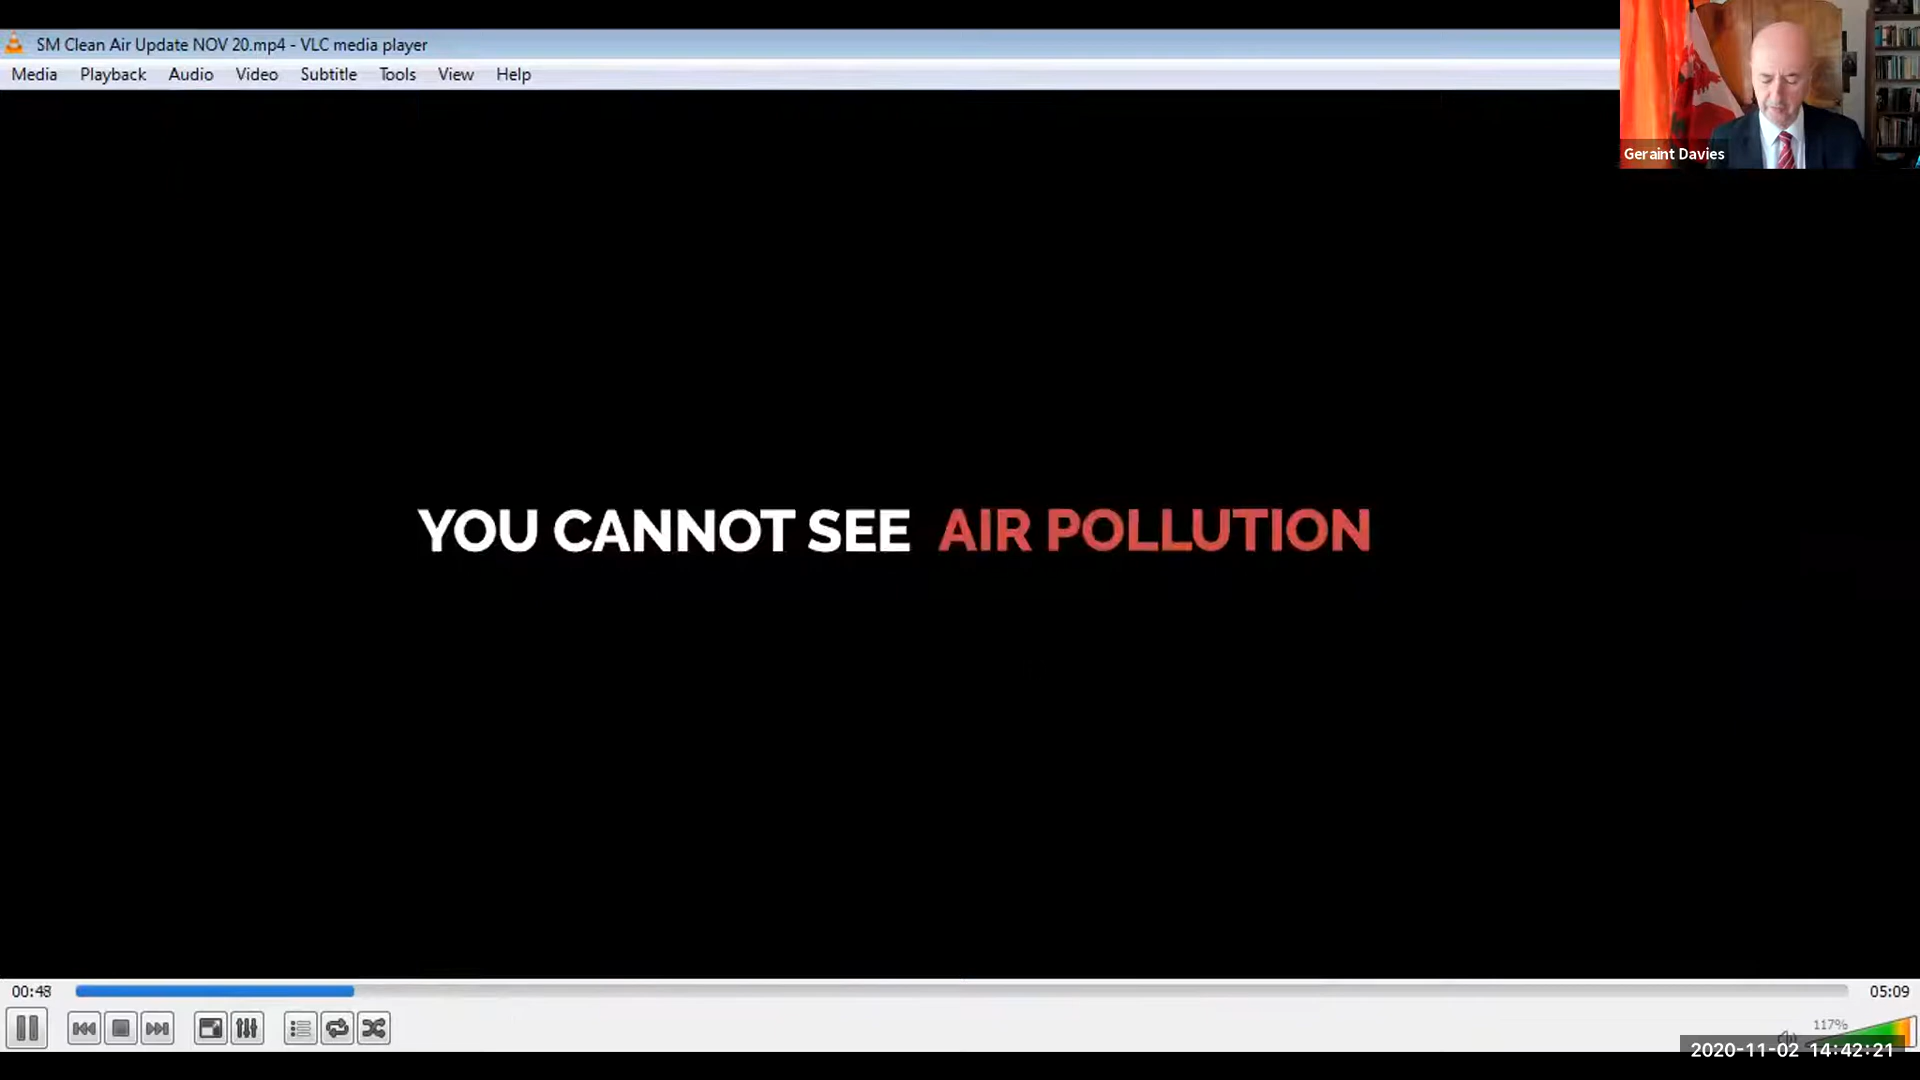 SM Clean Air Update NOV 20.mp4 - VLC media player
Media Playback Audio Video Subtitle Tools View Help
Geraint Davies
YOU CANNOT SEE AIR POLLUTION
00:48
05:09
117%
2020-11-02 14:42:21